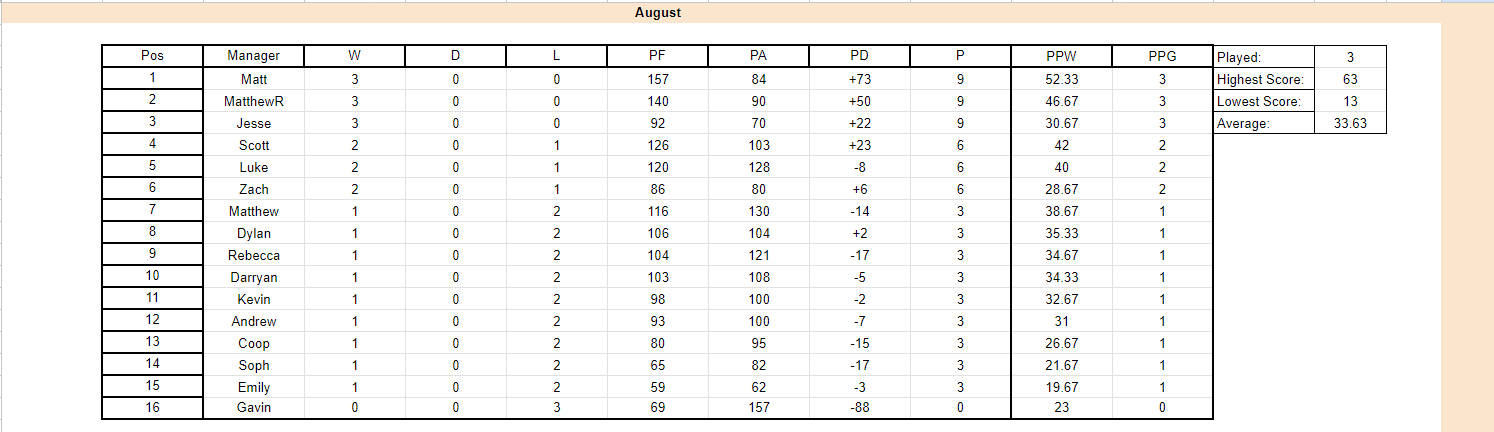 August
Pos Manager W D L PF PA PD P PPW PPG Played: 3
1 Matt 3 0 0 157 84 +73 9 52.33 3 Highest Score: 63
2 MatthewR 3 0 0 140 90 +50 9 46.67 3 Lowest Score: 13
3 Jesse 3 0 0 92 70 +22 9 30.67 3 Average: 33.63
4 Scott 2 0 1 126 103 +23 6 42 2
5 Luke 2 0 1 120 128 -8 6 40 2
6 Zach 2 0 1 86 80 +6 6 28.67 2
7 Matthew 1 0 2 116 130 -14 3 38.67 1
8 Dylan 1 0 2 106 104 +2 3 35.33 1
9 Rebecca 1 0 2 104 121 -17 3 34.67 1
10 Darryan 1 0 2 103 108 -5 3 34.33 1
11 Kevin 1 0 2 98 100 -2 3 32.67 1
12 Andrew 1 0 2 93 100 -7 3 31 1
13 Coop 1 0 2 80 95 -15 3 26.67 1
14 Soph 1 0 2 65 82 -17 3 21.67 1
15 Emily 1 0 2 59 62 -3 3 19.67 1
16 Gavin 0 0 3 69 157 -88 0 23 0